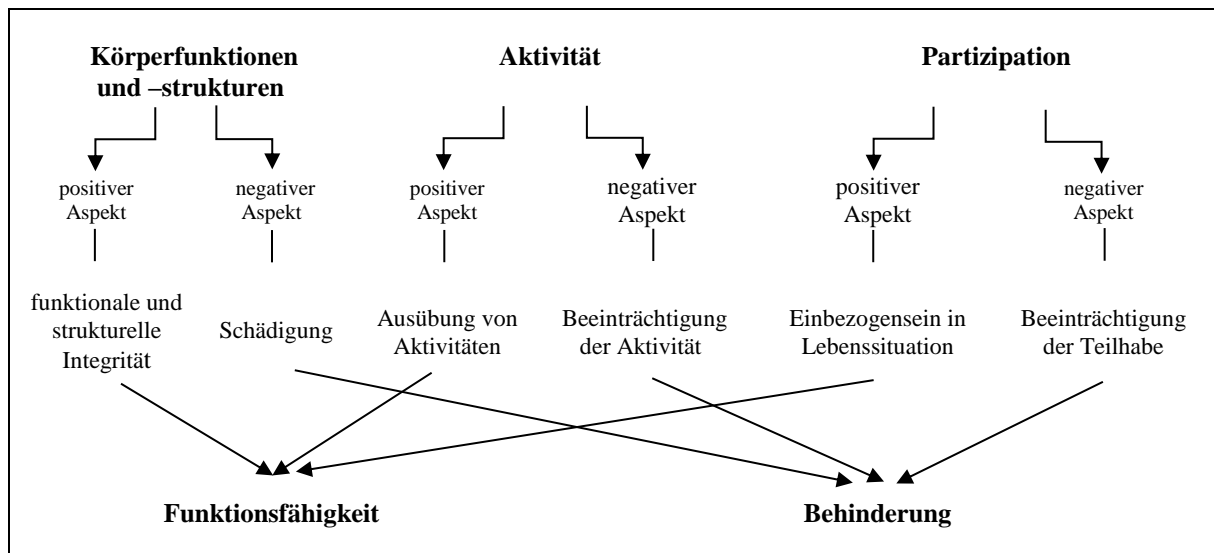 Körperfunktionen
und –strukturen
Aktivität
Partizipation
positiver
Aspekt
negativer
Aspekt
positiver
Aspekt
negativer
Aspekt
positiver
Aspekt
negativer
Aspekt
funktionale und
strukturelle
Integrität
Schädigung
Ausübung von
Aktivitäten
Beeinträchtigung
der Aktivität
Einbezogensein in
Lebenssituation
Beeinträchtigung
der Teilhabe
Funktionsfähigkeit
Behinderung